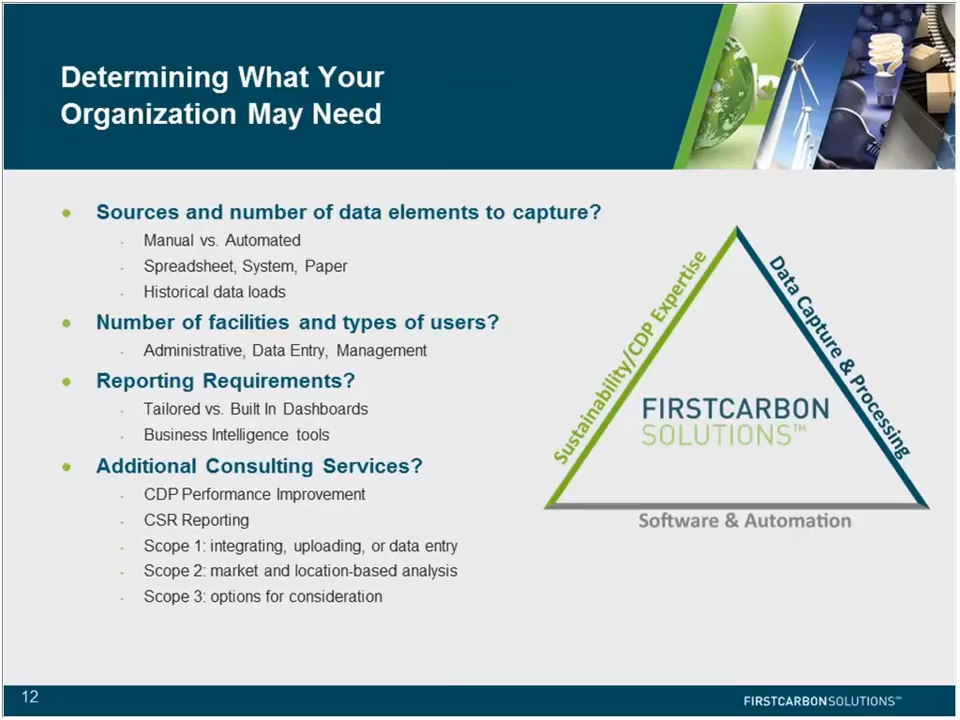 Determining What Your
Organization May Need
Sources and number of data elements to capture?
Manual vs. Automated
Spreadsheet, System, Paper
Historical data loads
Number of facilities and types of users?
Administrative, Data Entry, Management
Reporting Requirements?
Tailored vs. Built In Dashboards
Business Intelligence tools
Additional Consulting Services?
CDP Performance Improvement
CSR Reporting
Scope 1: integrating, uploading, or data entry
Scope 2: market and location-based analysis
Scope 3: options for consideration
Sustainability/CDP Expertise
Data Capture & Processing
FIRSTCARBON
SOLUTIONS™
Software & Automation
12
FIRSTCARBONSOLUTIONS™